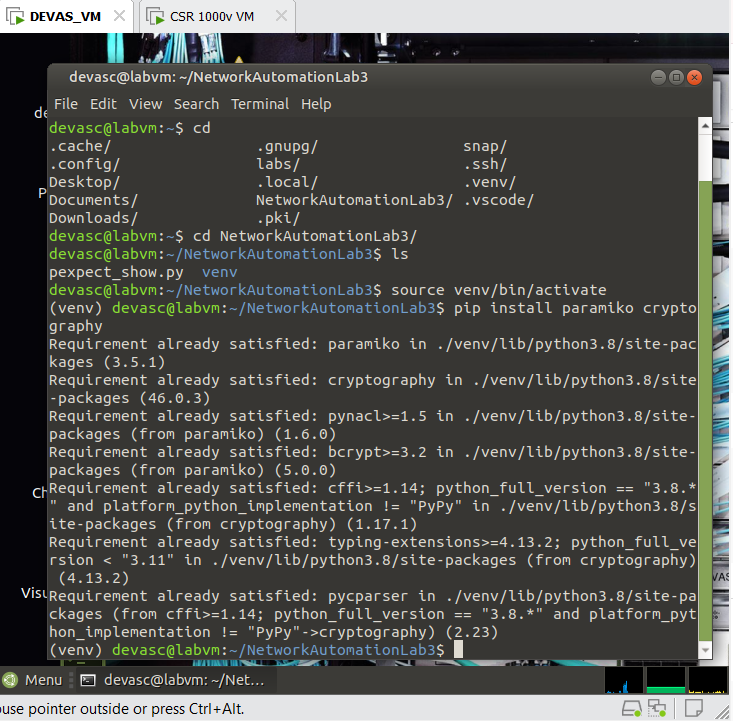 DEVAS_VM
CSR 1000v VM
devasc@labvm: ~/NetworkAutomationLab3
File Edit View Search Terminal Help
devasc@labvm:~$ cd
.cache/ .gnupg/ snap/
.config/ labs/ .ssh/
Desktop/ .local/ .venv/
Documents/ NetworkAutomationLab3/ .vscode/
Downloads/ .pki/
devasc@labvm:~$ cd NetworkAutomationLab3/
devasc@labvm:~/NetworkAutomationLab3$ ls
pexpect_show.py venv
devasc@labvm:~/NetworkAutomationLab3$ source venv/bin/activate
(venv) devasc@labvm:~/NetworkAutomationLab3$ pip install paramiko crypto
graphy
Requirement already satisfied: paramiko in ./venv/lib/python3.8/site-pac
kages (3.5.1)
Requirement already satisfied: cryptography in ./venv/lib/python3.8/site
-packages (46.0.3)
Requirement already satisfied: pynacl>=1.5 in ./venv/lib/python3.8/site-
packages (from paramiko) (1.6.0)
Requirement already satisfied: bcrypt>=3.2 in ./venv/lib/python3.8/site-
packages (from paramiko) (5.0.0)
Requirement already satisfied: cffi>=1.14; python_full_version == "3.8.*
" and platform_python_implementation != "PyPy" in ./venv/lib/python3.8/s
ite-packages (from cryptography) (1.17.1)
Requirement already satisfied: typing-extensions>=4.13.2; python_full_ve
rsion < "3.11" in ./venv/lib/python3.8/site-packages (from cryptography)
(4.13.2)
Requirement already satisfied: pycparser in ./venv/lib/python3.8/site-pa
ckages (from cffi>=1.14; python_full_version == "3.8.*" and platform_pyt
hon_implementation != "PyPy"->cryptography) (2.23)
(venv) devasc@labvm:~/NetworkAutomationLab3$
de
P
Ch
Visu
VAS
Menu
devasc@labvm: ~/Net...
ouse pointer outside or press Ctrl+Alt.